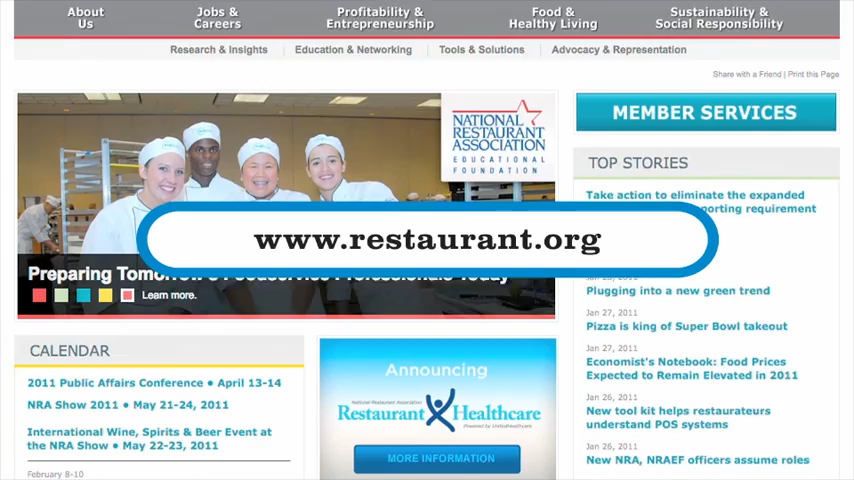 About
Us
Jobs &
Careers
Profitability &
Entrepreneurship
Food &
Healthy Living
Sustainability &
Social Responsibility
Research & Insights
Education & Networking
Tools & Solutions
Advocacy & Representation
Share with a Friend | Print this Page
NATIONAL
RESTAURANT
ASSOCIATION
EDUCATIONAL
FOUNDATION
www.restaurant.org
Preparing
Today
Learn more.
MEMBER SERVICES
TOP STORIES
Take action to eliminate the expanded
requirement
Plugging into a new green trend
Jan 27, 2011
Pizza is king of Super Bowl takeout
Jan 27, 2011
Economist's Notebook: Food Prices
Expected to Remain Elevated in 2011
Jan 26, 2011
New tool kit helps restaurateurs
understand POS systems
Jan 26, 2011
New NRA, NRAEF officers assume roles
CALENDAR
2011 Public Affairs Conference • April 13-14
NRA Show 2011 • May 21-24, 2011
International Wine, Spirits & Beer Event at
the NRA Show • May 22-23, 2011
February 8-10
Announcing
National Restaurant Association
Restaurant Healthcare
Powered by UnitedHealthcare
MORE INFORMATION